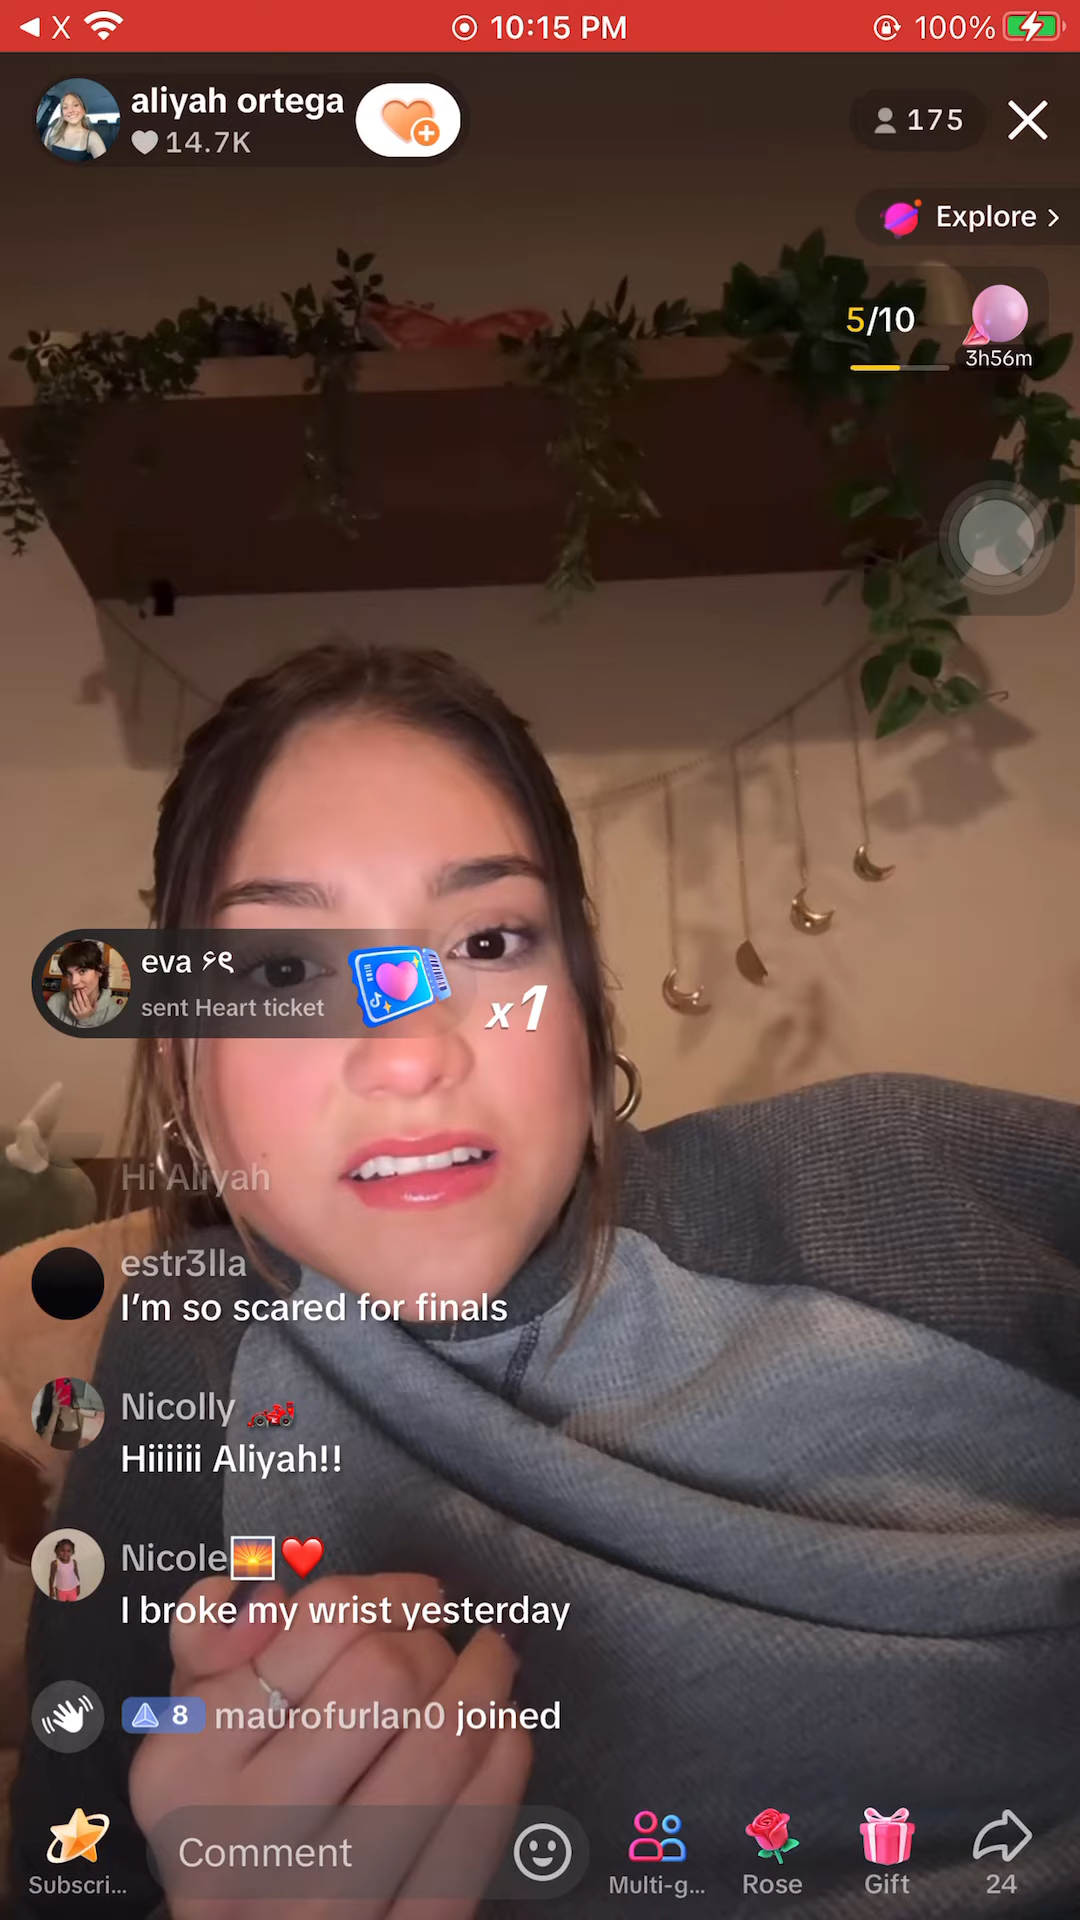 X
10:15 PM
100%
aliyah ortega
14.7K
175
Explore >
5/10
3h56m
eva ۶ৎ
sent Heart ticket
x1
Hi Aliyah
estr3lla
I'm so scared for finals
Nicolly 🏎️
Hiiiiii Aliyah!!
Nicole🌅❤️
I broke my wrist yesterday
8 maurofurlan0 joined
Comment
Subscri...
Multi-g...
Rose
Gift
24